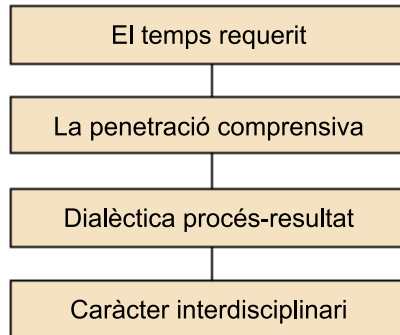 El temps requerit
La penetració comprensiva
Dialèctica procés-resultat
Caràcter interdisciplinari